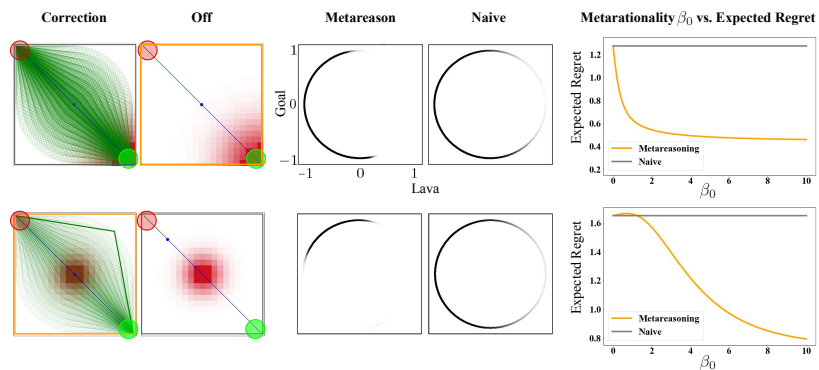 Correction Off Metareason Naive Metarationality β₀ vs. Expected Regret
1
0
−1
Goal
−1 0 1
Lava
Expected Regret
1.2
1.0
0.8
0.6
0.4
0.2
Metareasoning
Naive
0 2 4 6 8 10
β₀
Expected Regret
1.6
1.4
1.2
1.0
0.8
Metareasoning
Naive
0 2 4 6 8 10
β₀